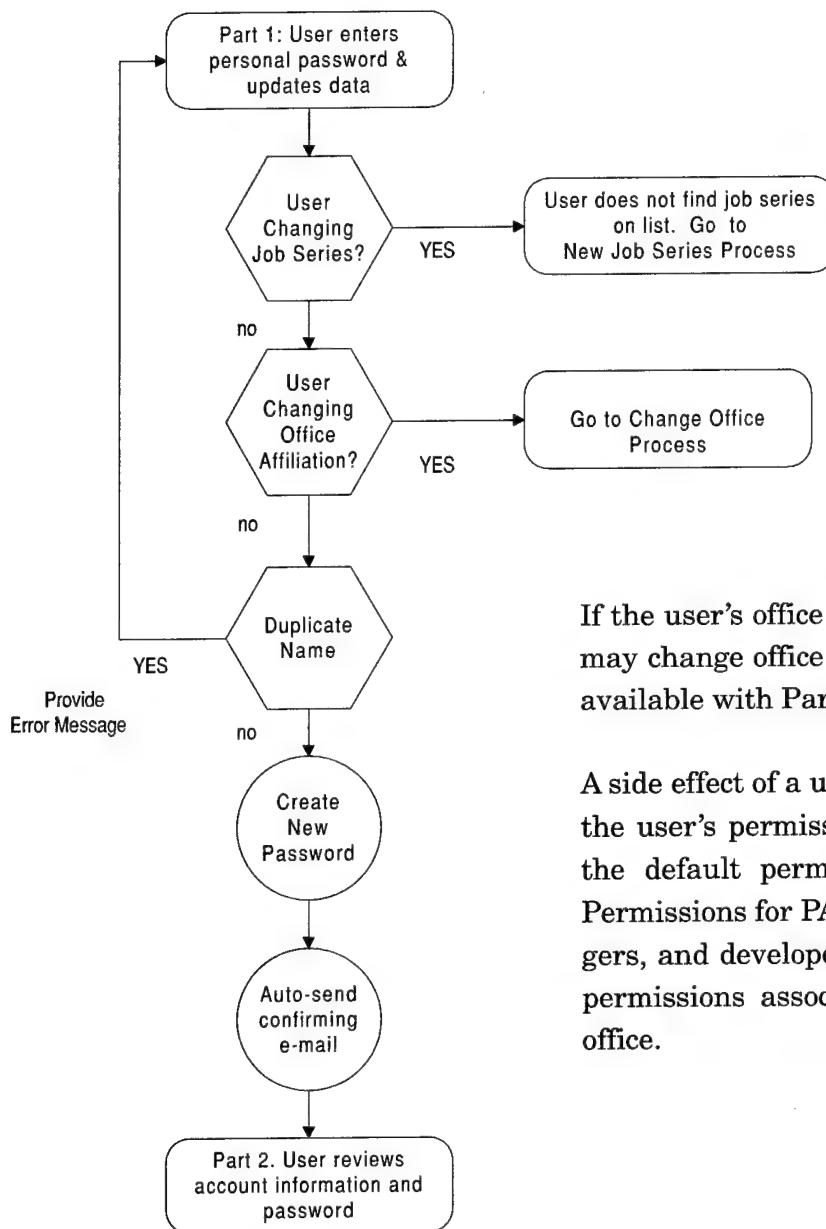 Part 1: User enters
personal password &
updates data
User
Changing
Job Series?
YES
User does not find job series
on list. Go to
New Job Series Process
no
User
Changing
Office
Affiliation?
YES
Go to Change Office
Process
no
Duplicate
Name
YES
Provide
Error Message
no
Create
New
Password
Auto-send
confirming
e-mail
Part 2. User reviews
account information and
password
If the user's office
may change office
available with Par
A side effect of a u
the user's permiss
the default perm
Permissions for PA
gers, and develope
permissions assoc
office.